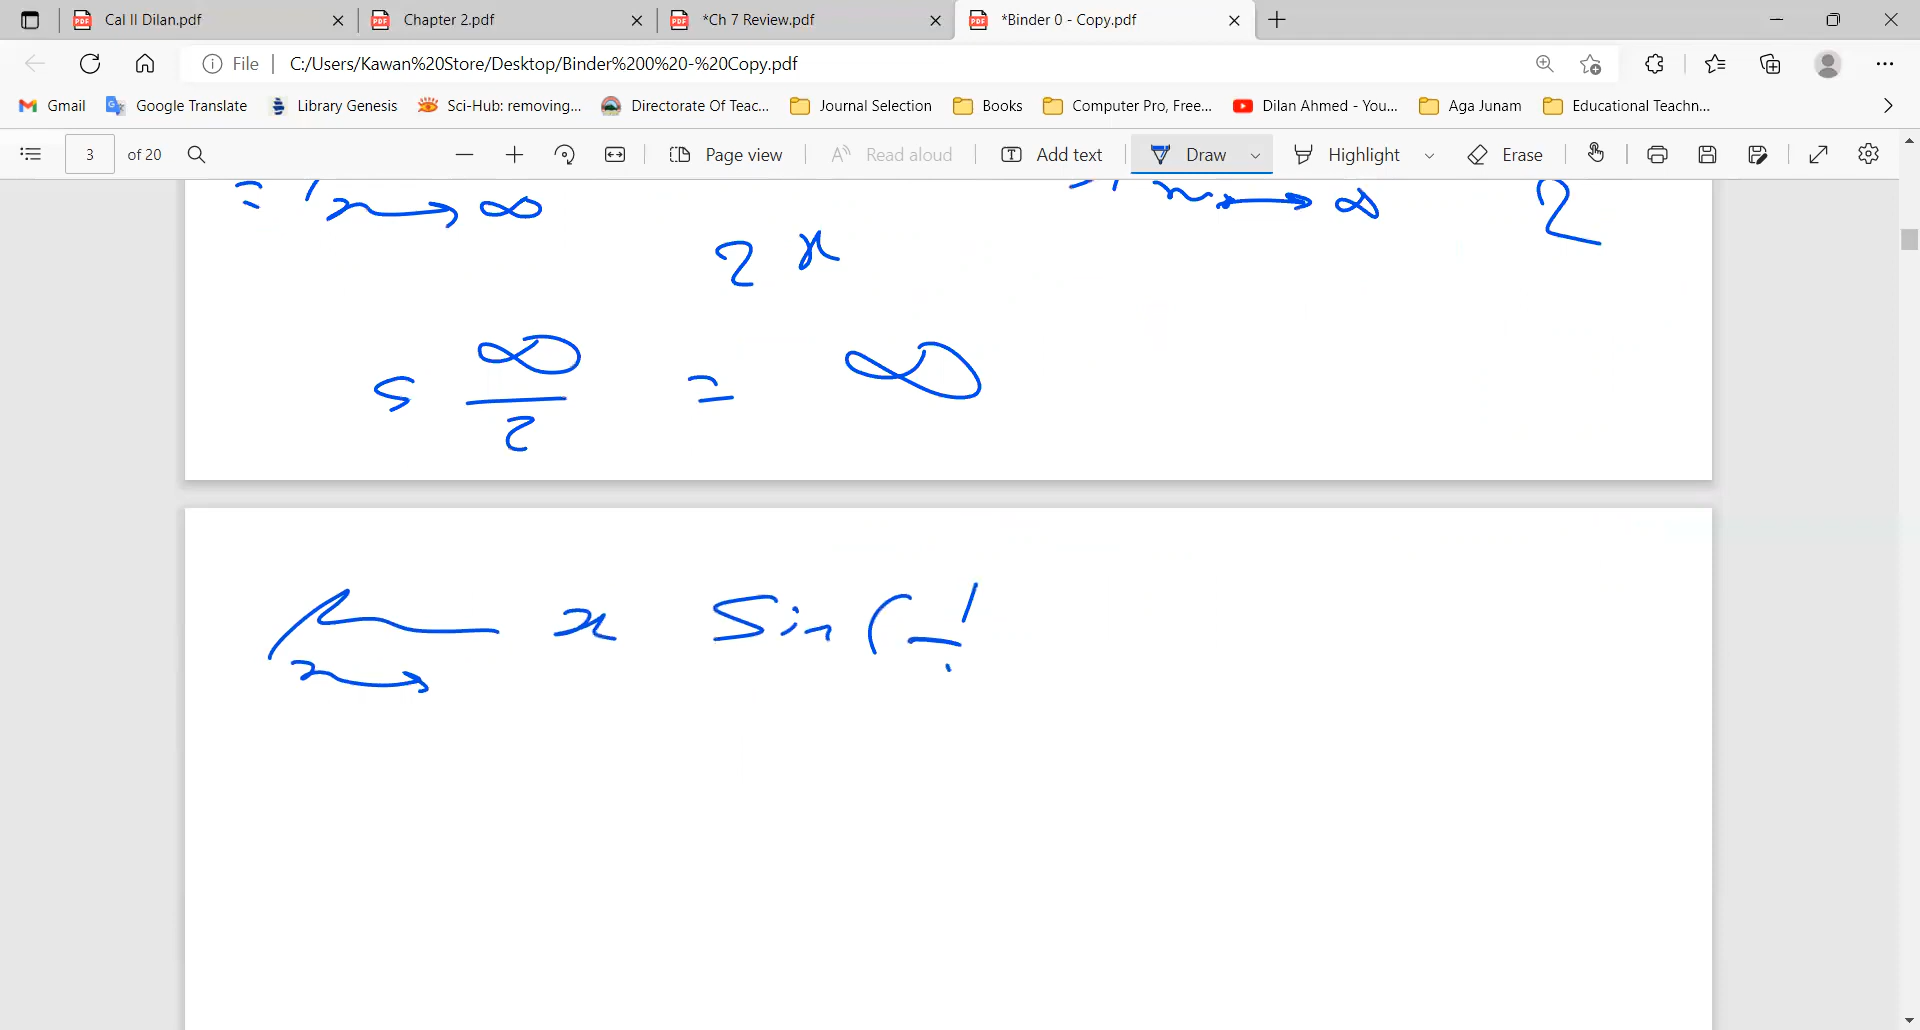 Cal II Dilan.pdf Chapter 2.pdf *Ch 7 Review.pdf *Binder 0 - Copy.pdf
File C:/Users/Kawan%20Store/Desktop/Binder%200%20-%20Copy.pdf
Gmail Google Translate Library Genesis Sci-Hub: removing... Directorate Of Teac... Journal Selection Books Computer Pro, Free... Dilan Ahmed - You... Aga Junam Educational Teachn...
3 of 20 Page view Read aloud Add text Draw Highlight Erase
= x → ∞ = x → ∞ 2
2 x
= ∞/2 = ∞
x → x Sin ( 1